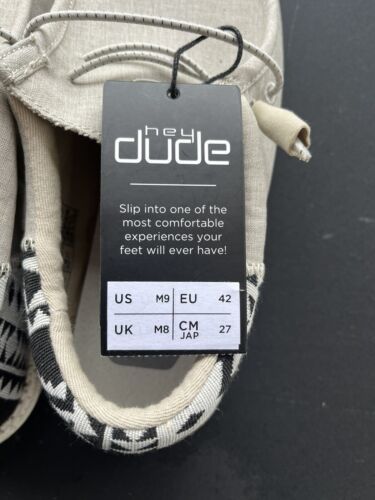 hey
dude
Slip into one of the
most comfortable
experiences your
feet will ever have!
US M9 EU 42
UK M8 CM JAP 27